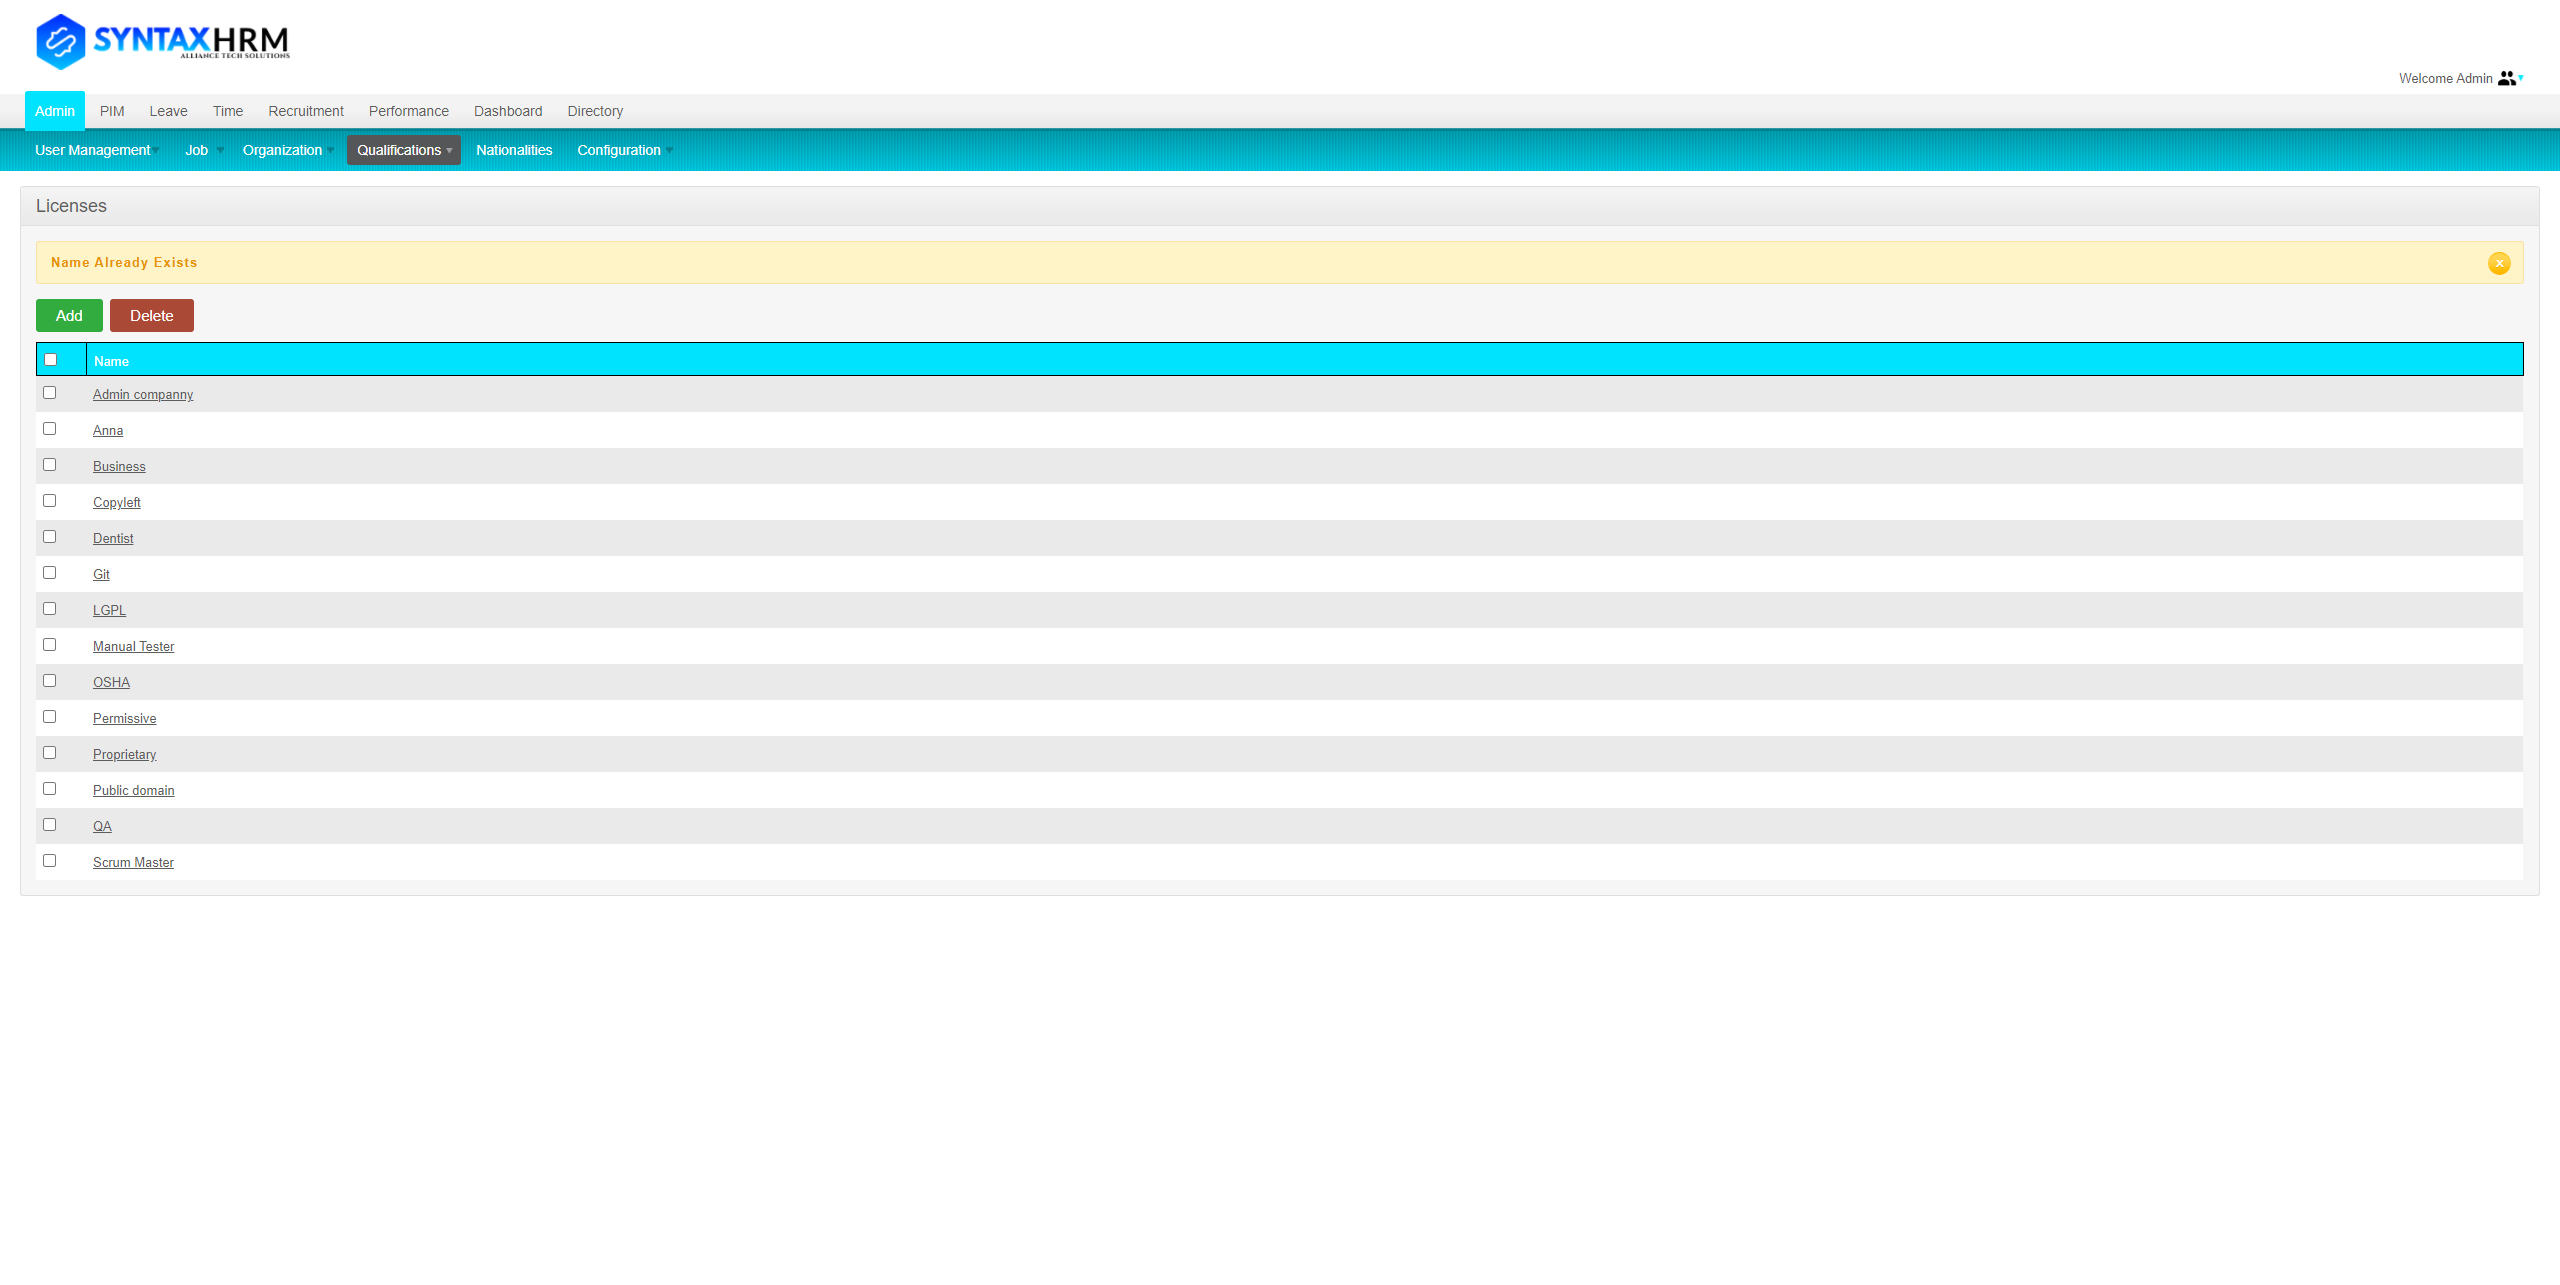 SYNTAXHRM
ALLIANCE TECH SOLUTIONS
Welcome Admin
Admin PIM Leave Time Recruitment Performance Dashboard Directory
User Management Job Organization Qualifications Nationalities Configuration
Licenses
Name Already Exists
Add Delete
Name
Admin companny
Anna
Business
Copyleft
Dentist
Git
LGPL
Manual Tester
OSHA
Permissive
Proprietary
Public domain
QA
Scrum Master